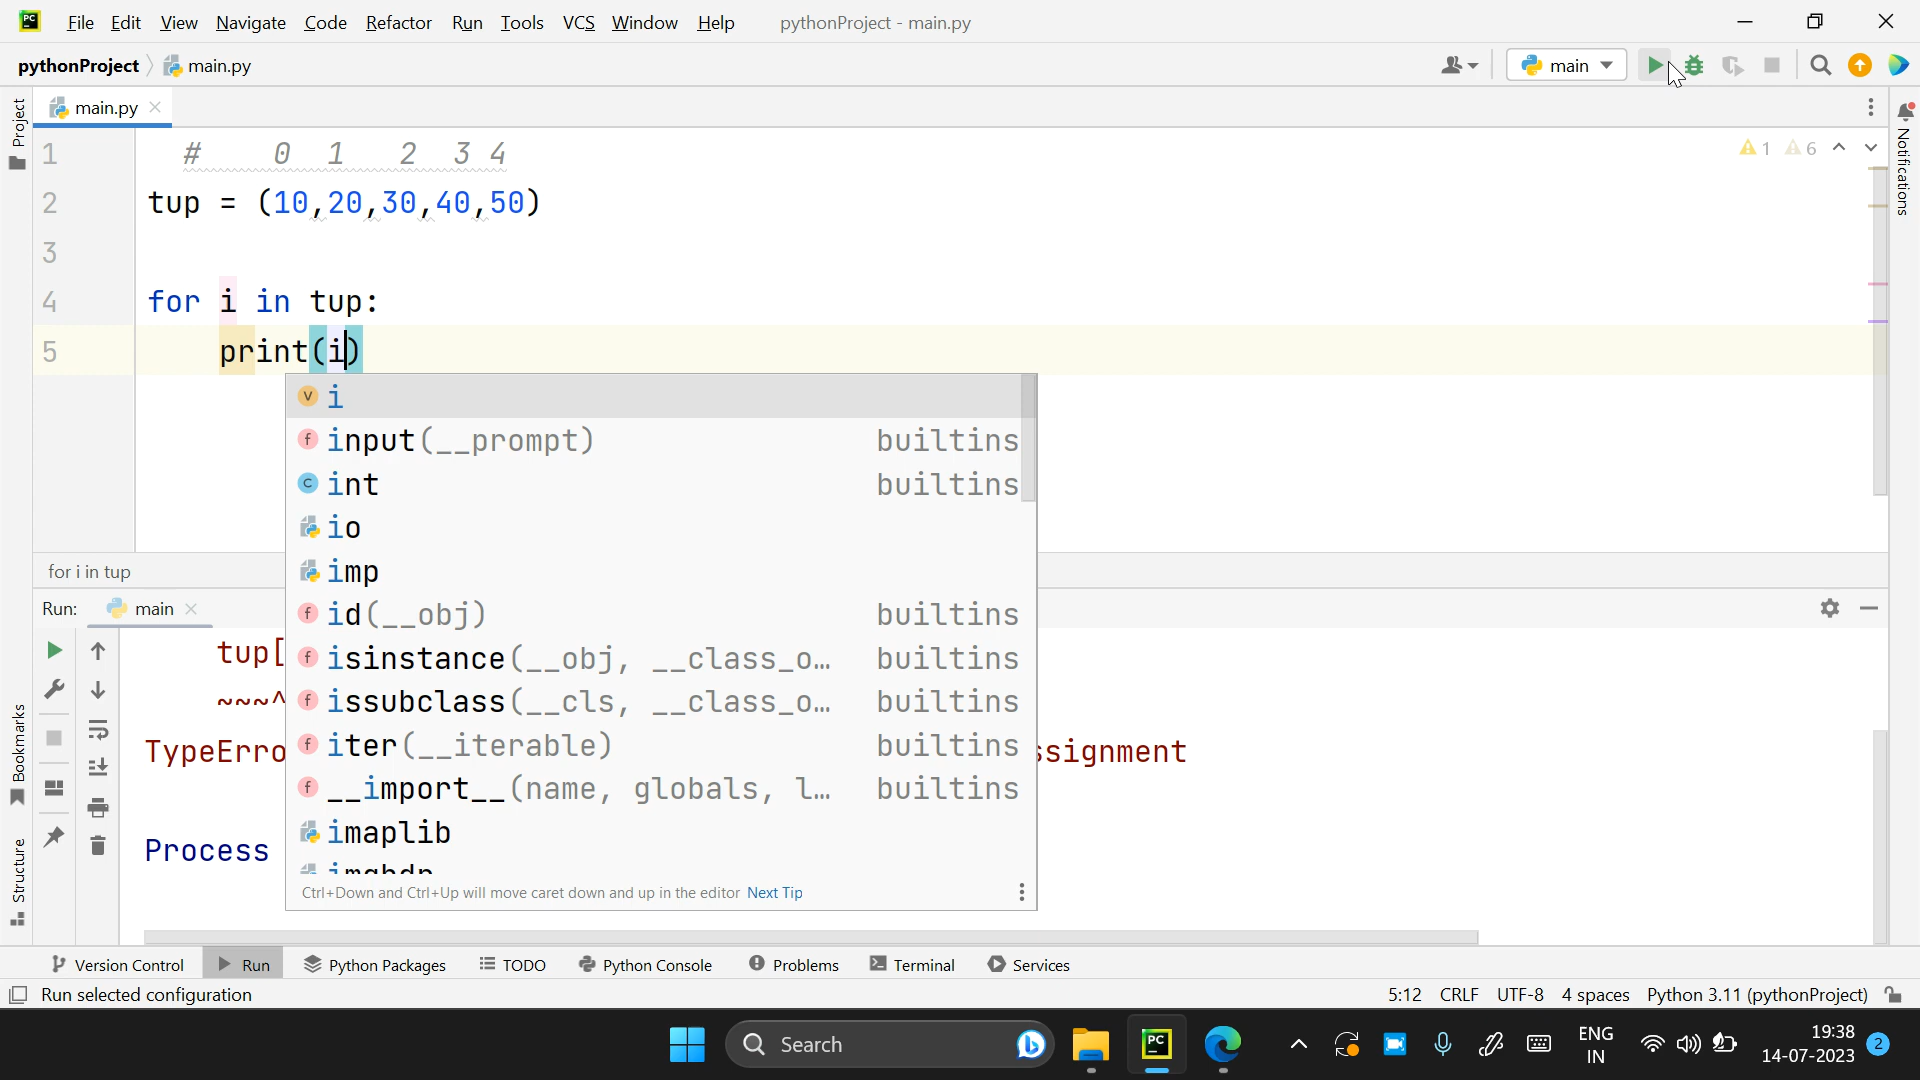 PC File Edit View Navigate Code Refactor Run Tools VCS Window Help pythonProject - main.py
pythonProject main.py main
Project main.py
Notifications
1 # 0 1 2 3 4 1 6
2 tup = (10,20,30,40,50)
3
4 for i in tup:
5 print(i)
V i
f input(__prompt) builtins
c int builtins
io
imp
f id(__obj) builtins
f isinstance(__obj, __class_o... builtins
f issubclass(__cls, __class_o... builtins
f iter(__iterable) builtins
f __import__(name, globals, l... builtins
imaplib
Ctrl+Down and Ctrl+Up will move caret down and up in the editor Next Tip
for i in tup
Run: main
tup[
~~~^
TypeErro signment
Process
Bookmarks
Structure
Version Control Run Python Packages TODO Python Console Problems Terminal Services
Run selected configuration 5:12 CRLF UTF-8 4 spaces Python 3.11 (pythonProject)
Search PC ENG
IN
19:38
14-07-2023 2